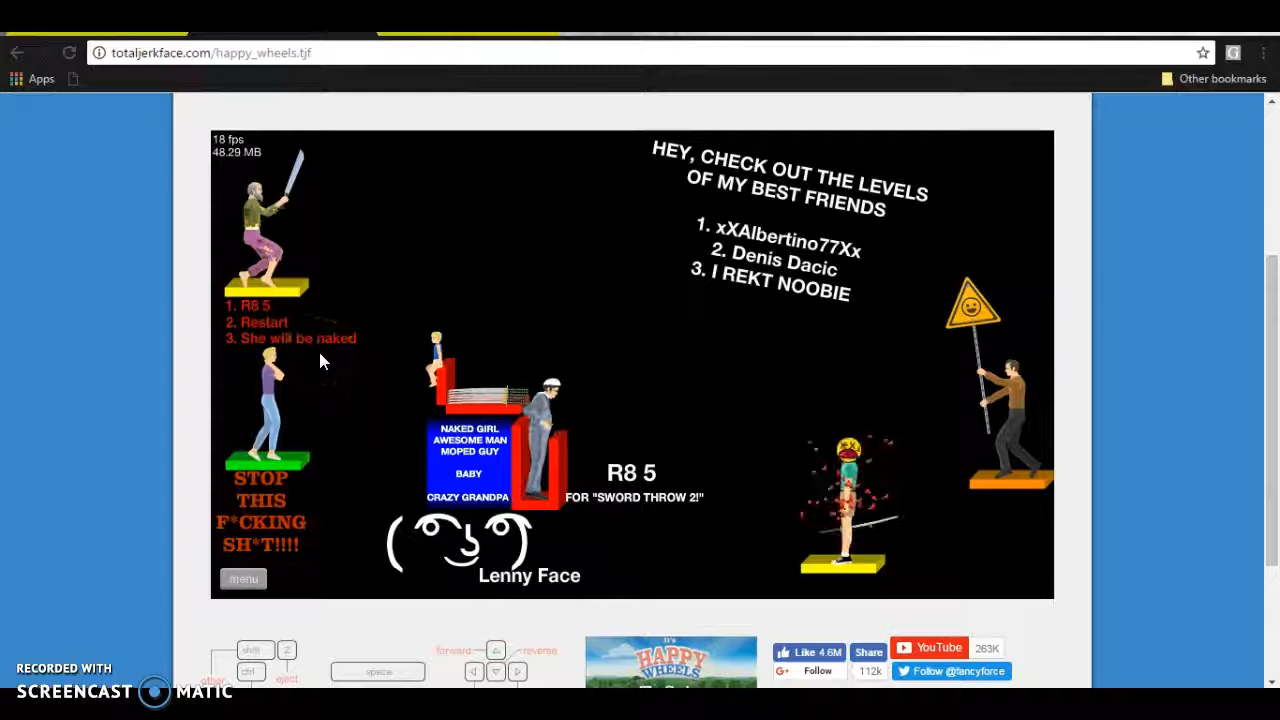 totaljerkface.com/happy_wheels.tjf
Apps
Other bookmarks
18 fps
48.29 MB
HEY, CHECK OUT THE LEVELS
OF MY BEST FRIENDS
1. xXAlbertino77Xx
2. Denis Dacic
3. I REKT NOOBIE
1. R8 5
2. Restart
3. She will be naked
NAKED GIRL
AWESOME MAN
MOPED GUY
BABY
CRAZY GRANDPA
R8 5
FOR "SWORD THROW 2!"
STOP
THIS
F*CKING
SH*T!!!!
( ͡° ͜ʖ ͡°)
Lenny Face
menu
shift
Z
ctrl
eject
space
forward
reverse
IT'S
HAPPY
WHEELS
Like 4.6M
Share
YouTube
263K
G+ Follow
112k
Follow @fancyforce
RECORDED WITH
SCREENCAST MATIC